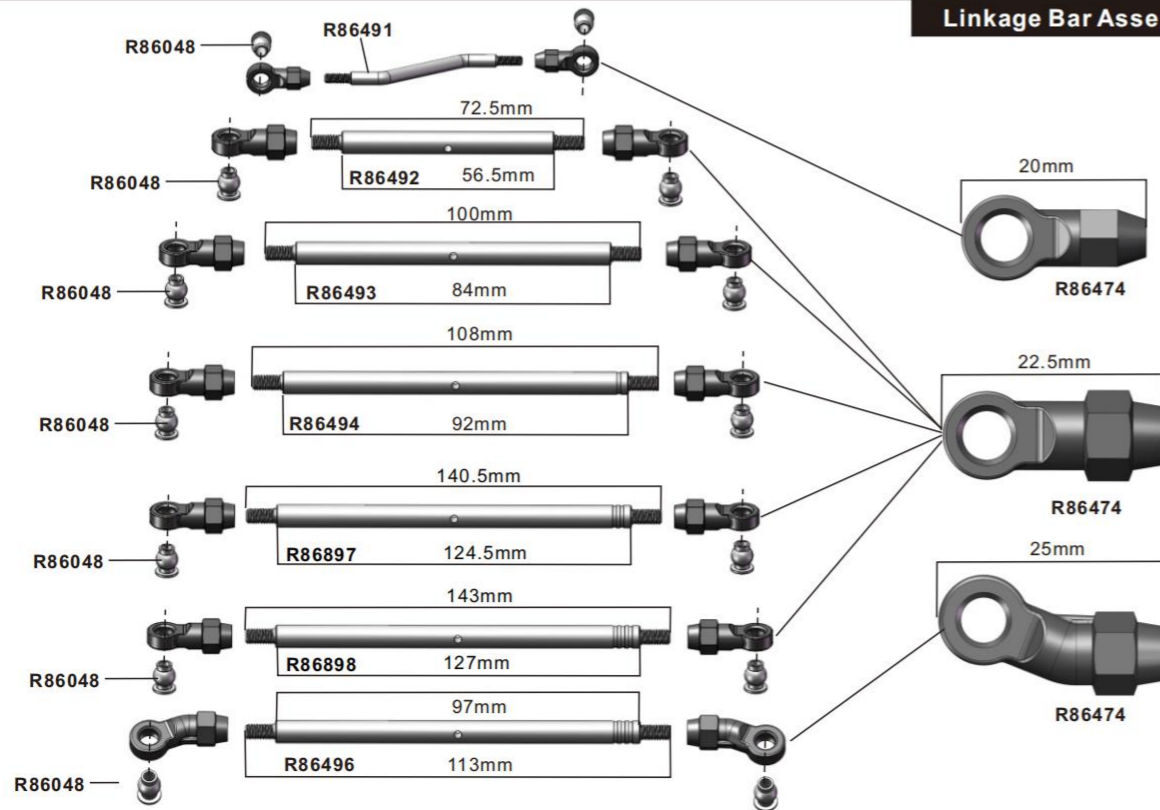 Linkage Bar Asse
R86048
R86491
72.5mm
R86048
R86492
56.5mm
20mm
R86474
100mm
R86048
R86493
84mm
108mm
R86048
R86494
92mm
22.5mm
R86474
140.5mm
R86048
R86897
124.5mm
25mm
R86474
143mm
R86048
R86898
127mm
97mm
R86048
R86496
113mm